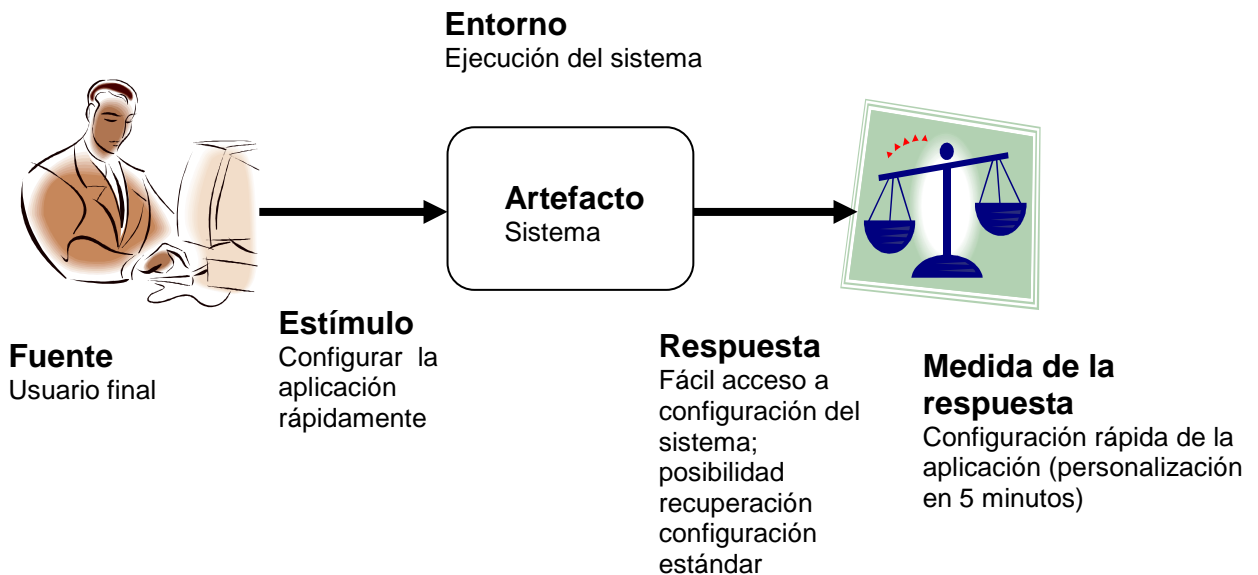 Entorno
Ejecución del sistema
Artefacto
Sistema
Fuente
Usuario final
Estímulo
Configurar la
aplicación
rápidamente
Respuesta
Fácil acceso a
configuración del
sistema;
posibilidad
recuperación
configuración
estándar
Medida de la
respuesta
Configuración rápida de la
aplicación (personalización
en 5 minutos)